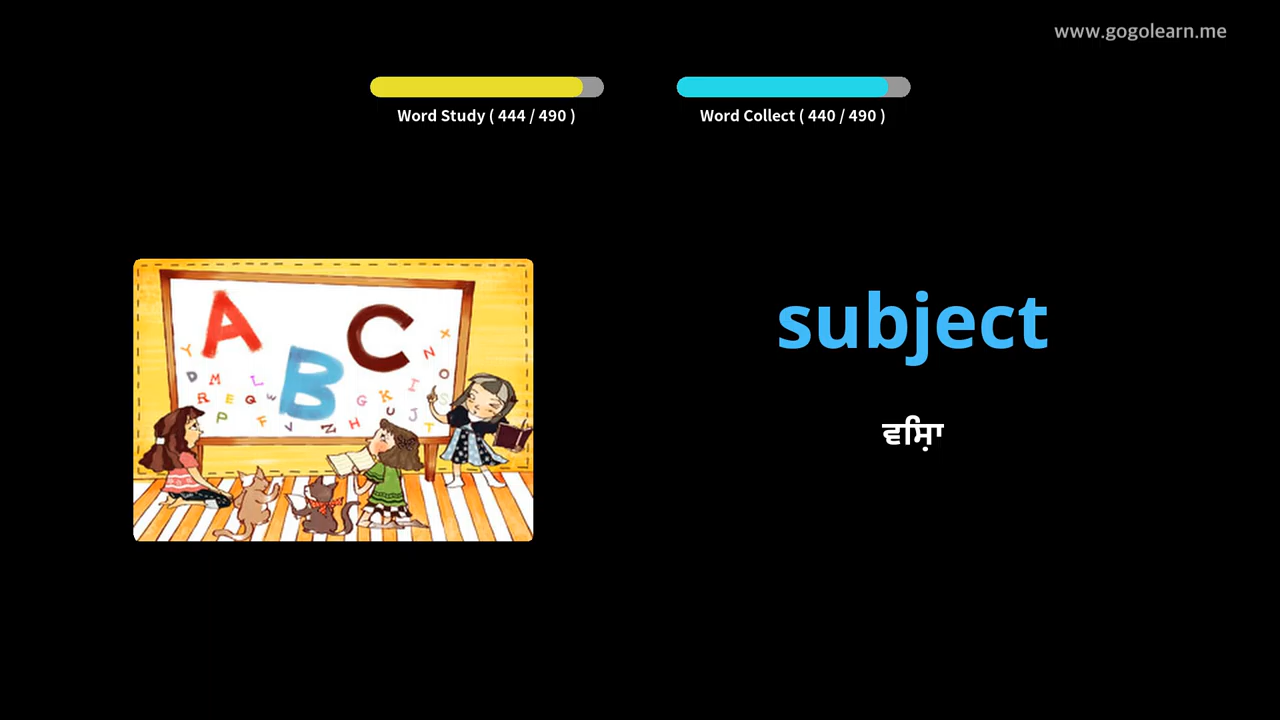 www.gogolearn.me
Word Study ( 444 / 490 )
Word Collect ( 440 / 490 )
A B C
Y X N O
D M L I
R E Q W G K S
P F V Z H U J T
subject
ਵਿਸ਼ਾ